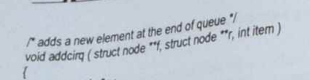 /* adds a new element at the end of queue */
void addcirq ( struct node **f, struct node **r, int item )
{